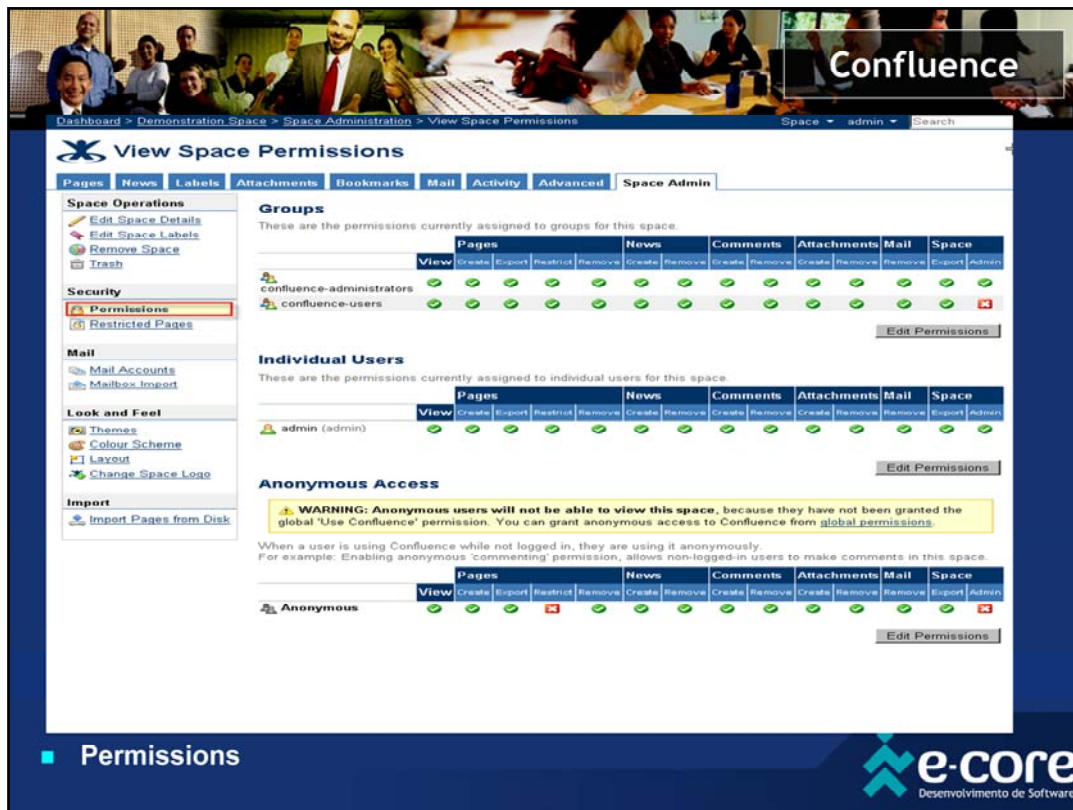 Confluence
Dashboard > Demonstration Space > Space Administration > View Space Permissions
Space admin Search
View Space Permissions
Pages News Labels Attachments Bookmarks Mail Activity Advanced Space Admin
Space Operations
Edit Space Details
Edit Space Labels
Remove Space
Trash
Security
Permissions
Restricted Pages
Mail
Mail Accounts
Mailbox Import
Look and Feel
Themes
Colour Scheme
Layout
Change Space Logo
Import
Import Pages from Disk
Groups
These are the permissions currently assigned to groups for this space.
Pages News Comments Attachments Mail Space
View Create Export Restrict Remove Create Remove Create Remove Create Remove Remove Export Admin
confluence-administrators
confluence-users
Edit Permissions
Individual Users
These are the permissions currently assigned to individual users for this space.
Pages News Comments Attachments Mail Space
View Create Export Restrict Remove Create Remove Create Remove Create Remove Remove Export Admin
admin (admin)
Edit Permissions
Anonymous Access
WARNING: Anonymous users will not be able to view this space, because they have not been granted the
global 'Use Confluence' permission. You can grant anonymous access to Confluence from global permissions.
When a user is using Confluence while not logged in, they are using it anonymously.
For example: Enabling anonymous 'commenting' permission, allows non-logged-in users to make comments in this space.
Pages News Comments Attachments Mail Space
View Create Export Restrict Remove Create Remove Create Remove Create Remove Remove Export Admin
Anonymous
Edit Permissions
Permissions
e-core
Desenvolvimento de Software